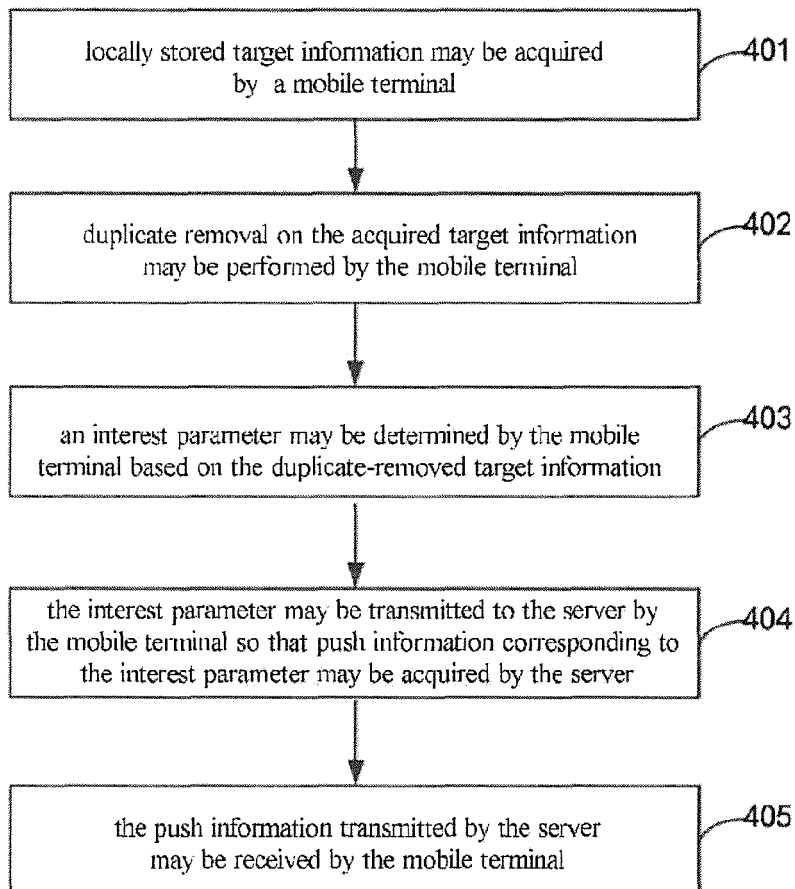 locally stored target information may be acquired
by a mobile terminal
401
duplicate removal on the acquired target information
may be performed by the mobile terminal
402
an interest parameter may be determined by the mobile
terminal based on the duplicate-removed target information
403
the interest parameter may be transmitted to the server by
the mobile terminal so that push information corresponding to
the interest parameter may be acquired by the server
404
the push information transmitted by the server
may be received by the mobile terminal
405